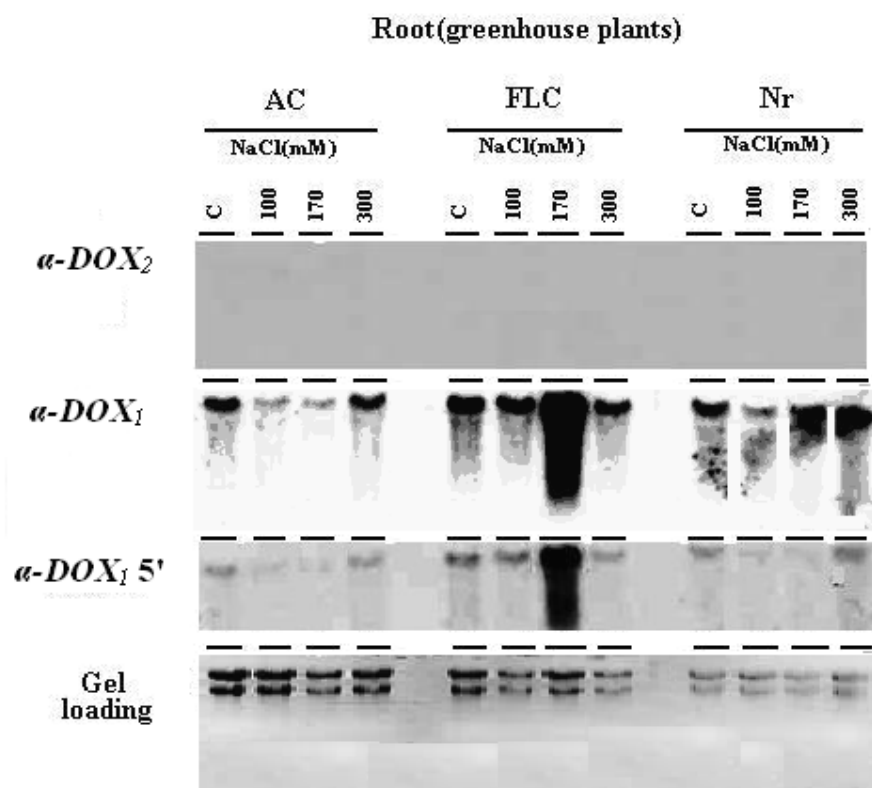 Root(greenhouse plants)
AC FLC Nr
NaCl(mM) NaCl(mM) NaCl(mM)
C 100 170 300 C 100 170 300 C 100 170 300
α-DOX2
α-DOX1
α-DOX1 5'
Gel
loading